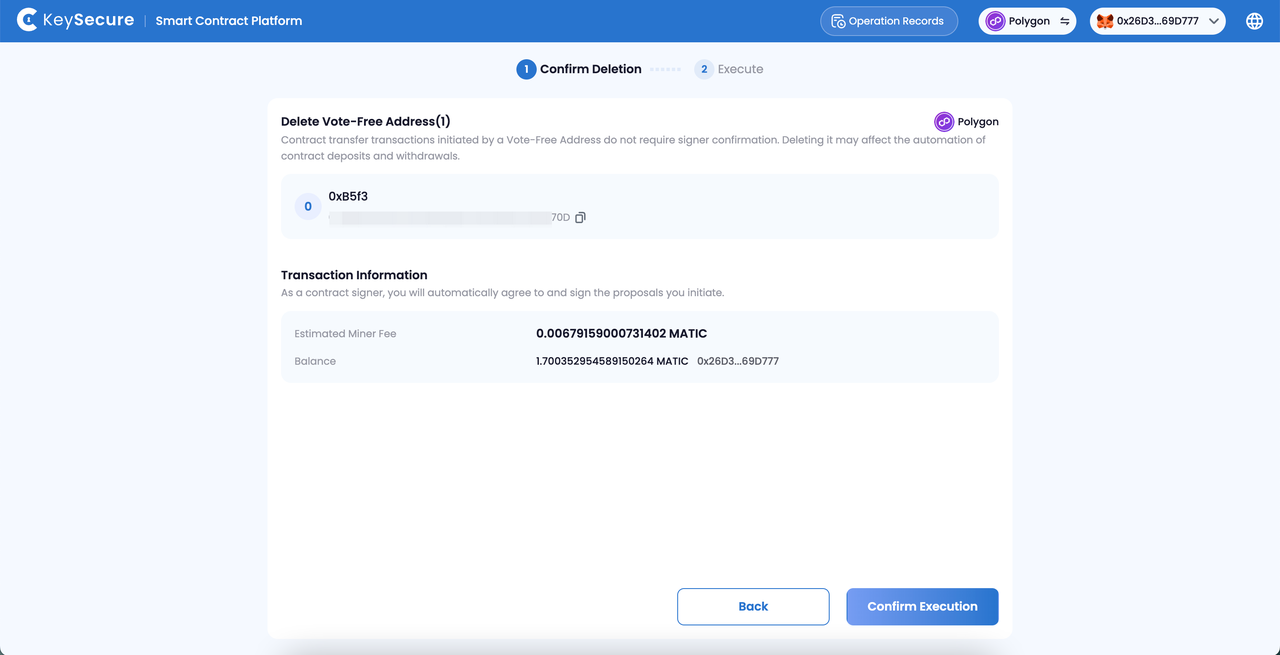 KeySecure | Smart Contract Platform
Operation Records
Polygon
0x26D3...69D777
1 Confirm Deletion
2 Execute
Delete Vote-Free Address(1)
Polygon
Contract transfer transactions initiated by a Vote-Free Address do not require signer confirmation. Deleting it may affect the automation of
contract deposits and withdrawals.
0
0xB5f3
70D
Transaction Information
As a contract signer, you will automatically agree to and sign the proposals you initiate.
Estimated Miner Fee 0.00679159000731402 MATIC
Balance 1.700352954589150264 MATIC 0x26D3...69D777
Back
Confirm Execution